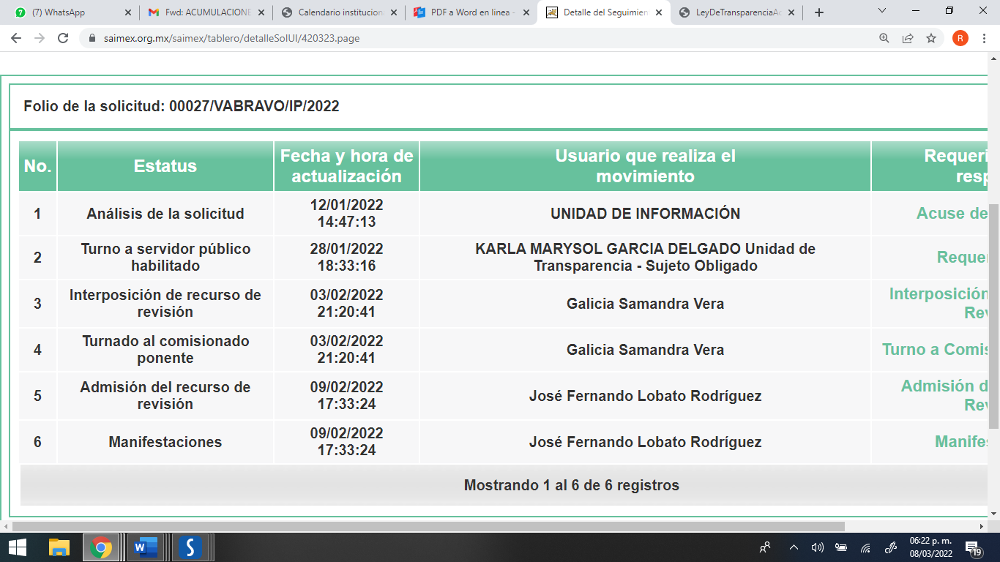 (7) WhatsApp
Fwd: ACUMULACIONE
Calendario institucion
PDF a Word en linea -
Detalle del Seguimien
LeyDeTransparenciaAc
saimex.org.mx/saimex/tablero/detalleSolUI/420323.page
R
Folio de la solicitud: 00027/VABRAVO/IP/2022
No.
Estatus
Fecha y hora de
actualización
Usuario que realiza el
movimiento
Requeri
resp
1
Análisis de la solicitud
12/01/2022
14:47:13
UNIDAD DE INFORMACIÓN
Acuse de
2
Turno a servidor público
habilitado
28/01/2022
18:33:16
KARLA MARYSOL GARCIA DELGADO Unidad de
Transparencia - Sujeto Obligado
Reque
3
Interposición de recurso de
revisión
03/02/2022
21:20:41
Galicia Samandra Vera
Interposición
Rev
4
Turnado al comisionado
ponente
03/02/2022
21:20:41
Galicia Samandra Vera
Turno a Comis
5
Admisión del recurso de
revisión
09/02/2022
17:33:24
José Fernando Lobato Rodríguez
Admisión d
Rev
6
Manifestaciones
09/02/2022
17:33:24
José Fernando Lobato Rodríguez
Manifes
Mostrando 1 al 6 de 6 registros
W
S
06:22 p. m.
08/03/2022
19